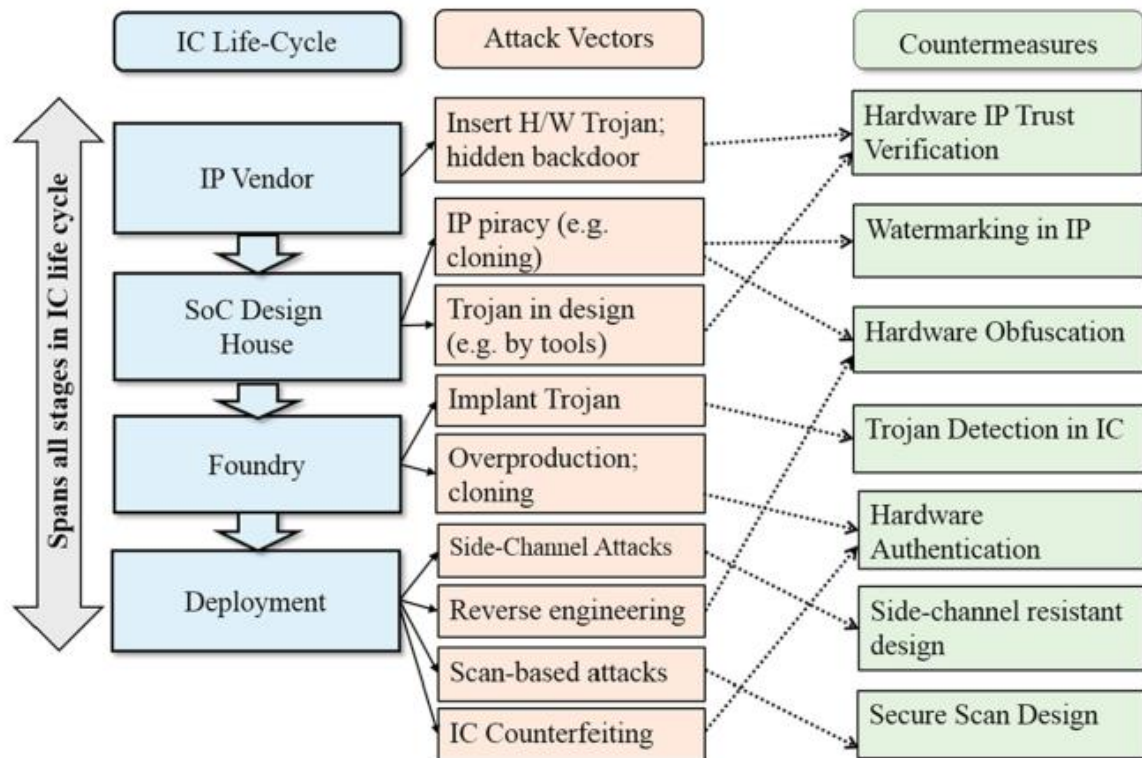 IC Life-Cycle
Attack Vectors
Countermeasures
Spans all stages in IC life cycle
IP Vendor
SoC Design
House
Foundry
Deployment
Insert H/W Trojan;
hidden backdoor
IP piracy (e.g.
cloning)
Trojan in design
(e.g. by tools)
Implant Trojan
Overproduction;
cloning
Side-Channel Attacks
Reverse engineering
Scan-based attacks
IC Counterfeiting
Hardware IP Trust
Verification
Watermarking in IP
Hardware Obfuscation
Trojan Detection in IC
Hardware
Authentication
Side-channel resistant
design
Secure Scan Design